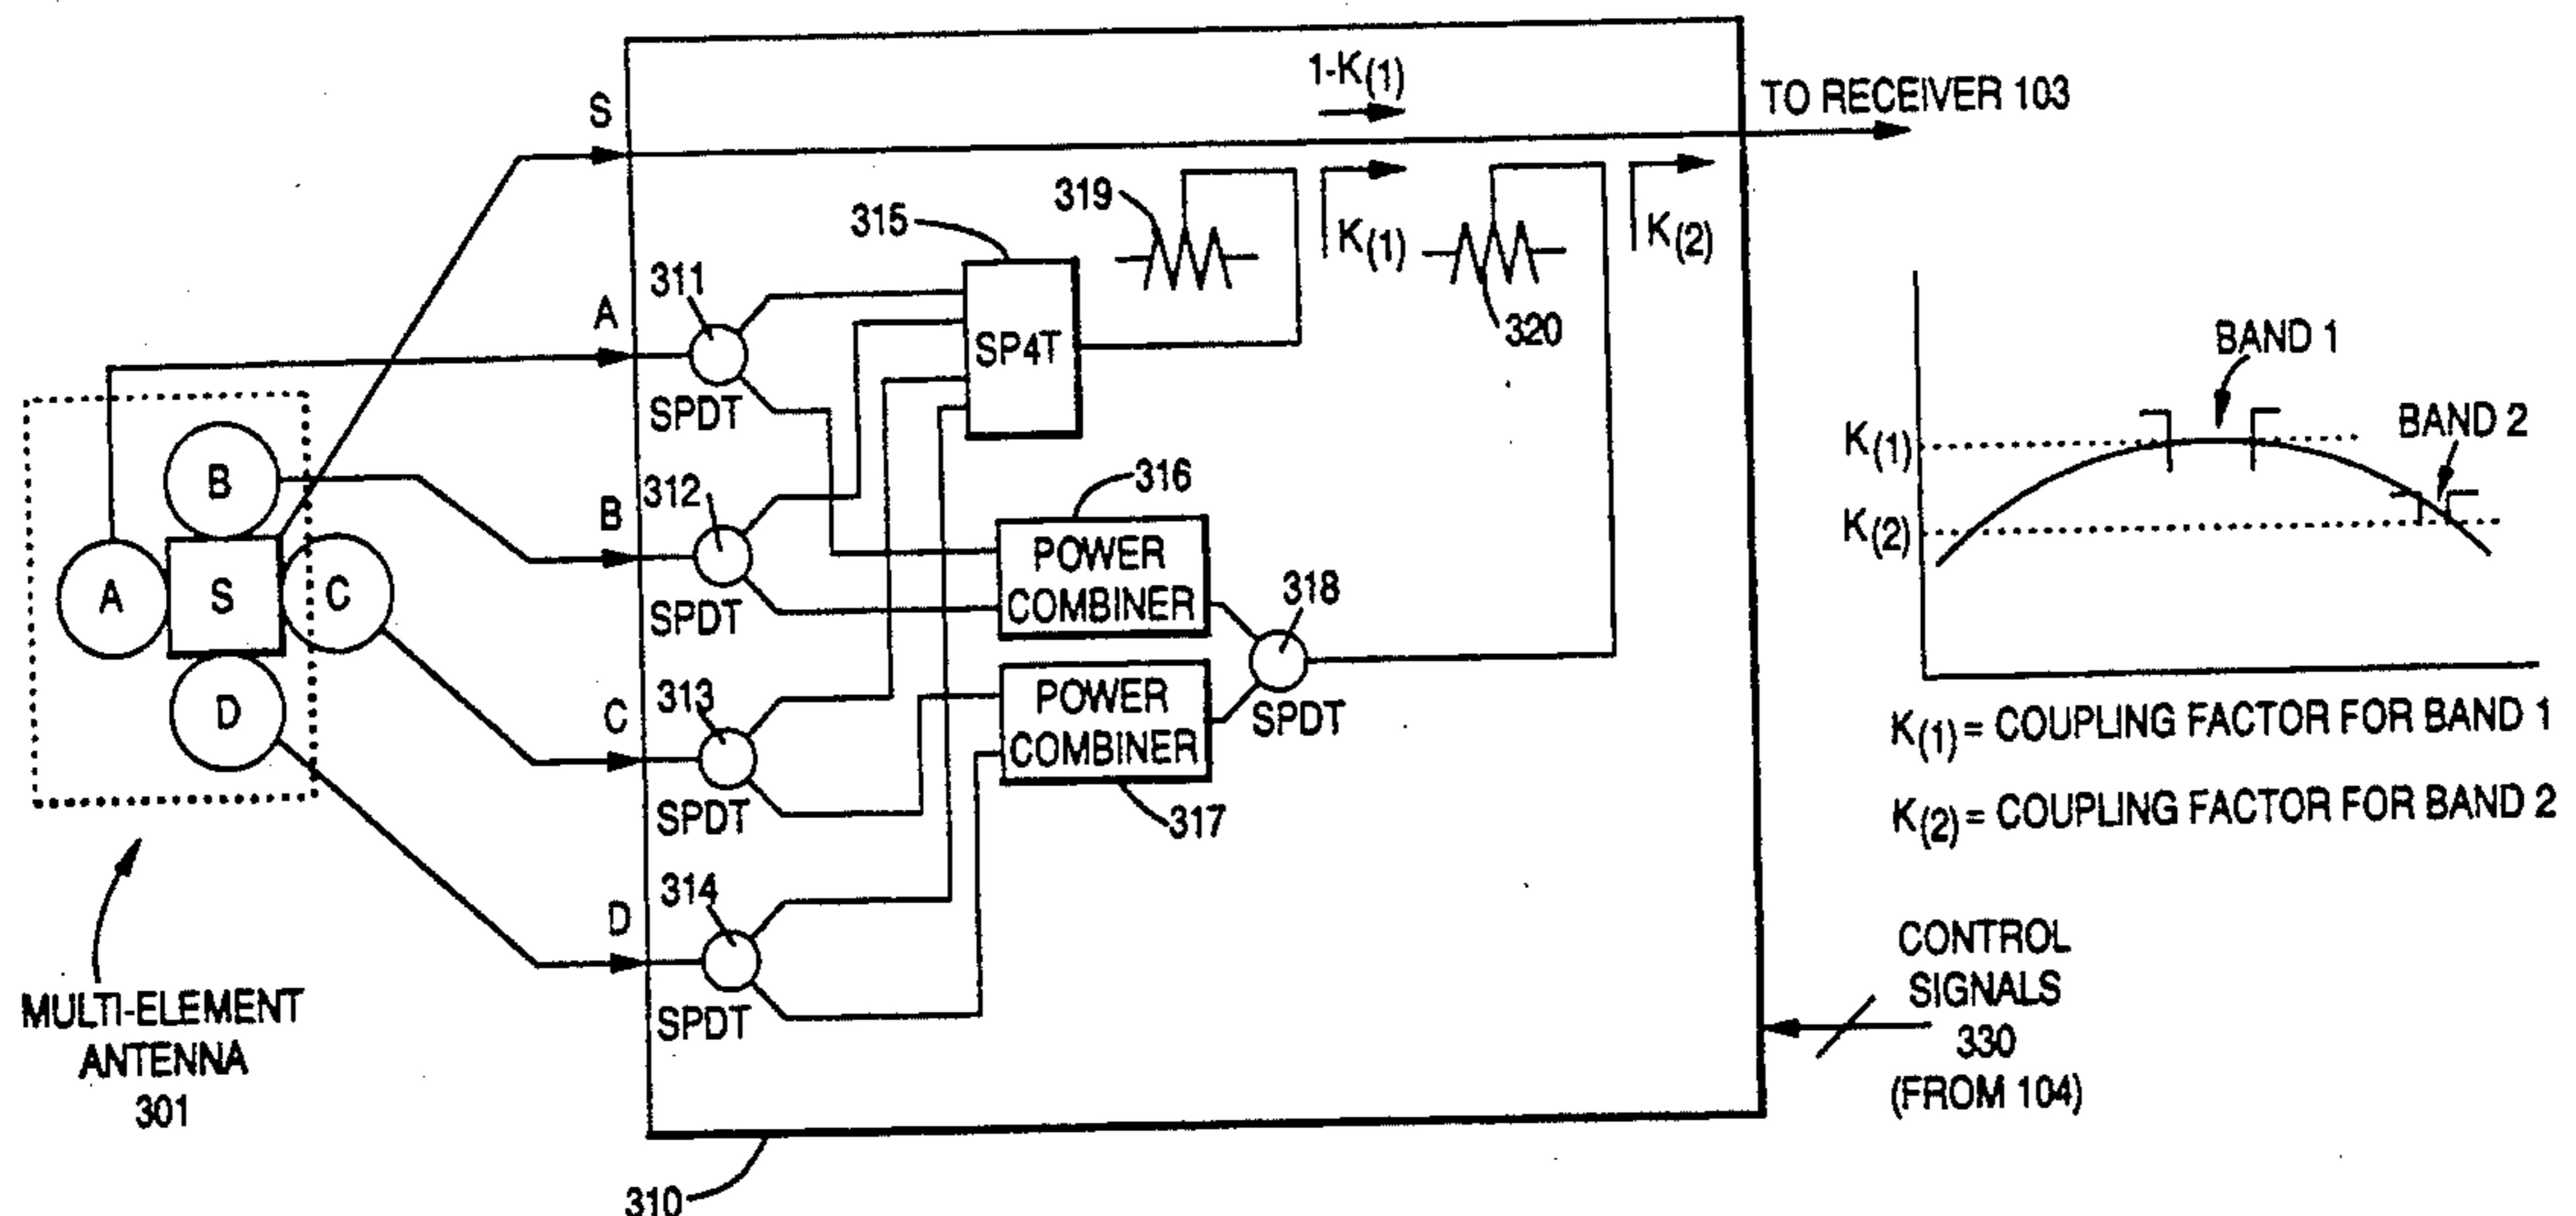 1-K(1)
TO RECEIVER 103
S
319
315
K(1)
K(2)
311
A
SP4T
320
BAND 1
SPDT
K(1)
BAND 2
B
316
312
B
K(2)
POWER
COMBINER
318
A
S
C
SPDT
POWER
COMBINER
313
D
C
SPDT
K(1) = COUPLING FACTOR FOR BAND 1
SPDT
317
K(2) = COUPLING FACTOR FOR BAND 2
314
D
CONTROL
SIGNALS
330
(FROM 104)
MULTI-ELEMENT
ANTENNA
301
SPDT
310